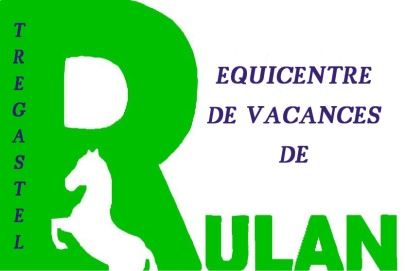 TREGASTEL
EQUICENTRE
DE VACANCES
DE
RULAN